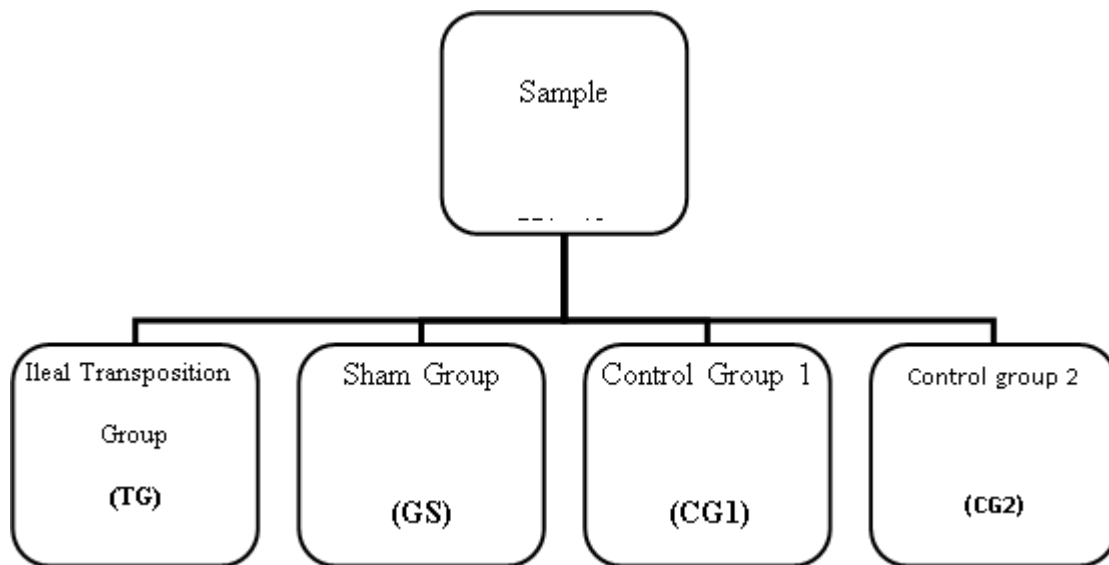 Sample
Ileal Transposition
Group
(TG)
Sham Group
(GS)
Control Group 1
(CG1)
Control group 2
(CG2)